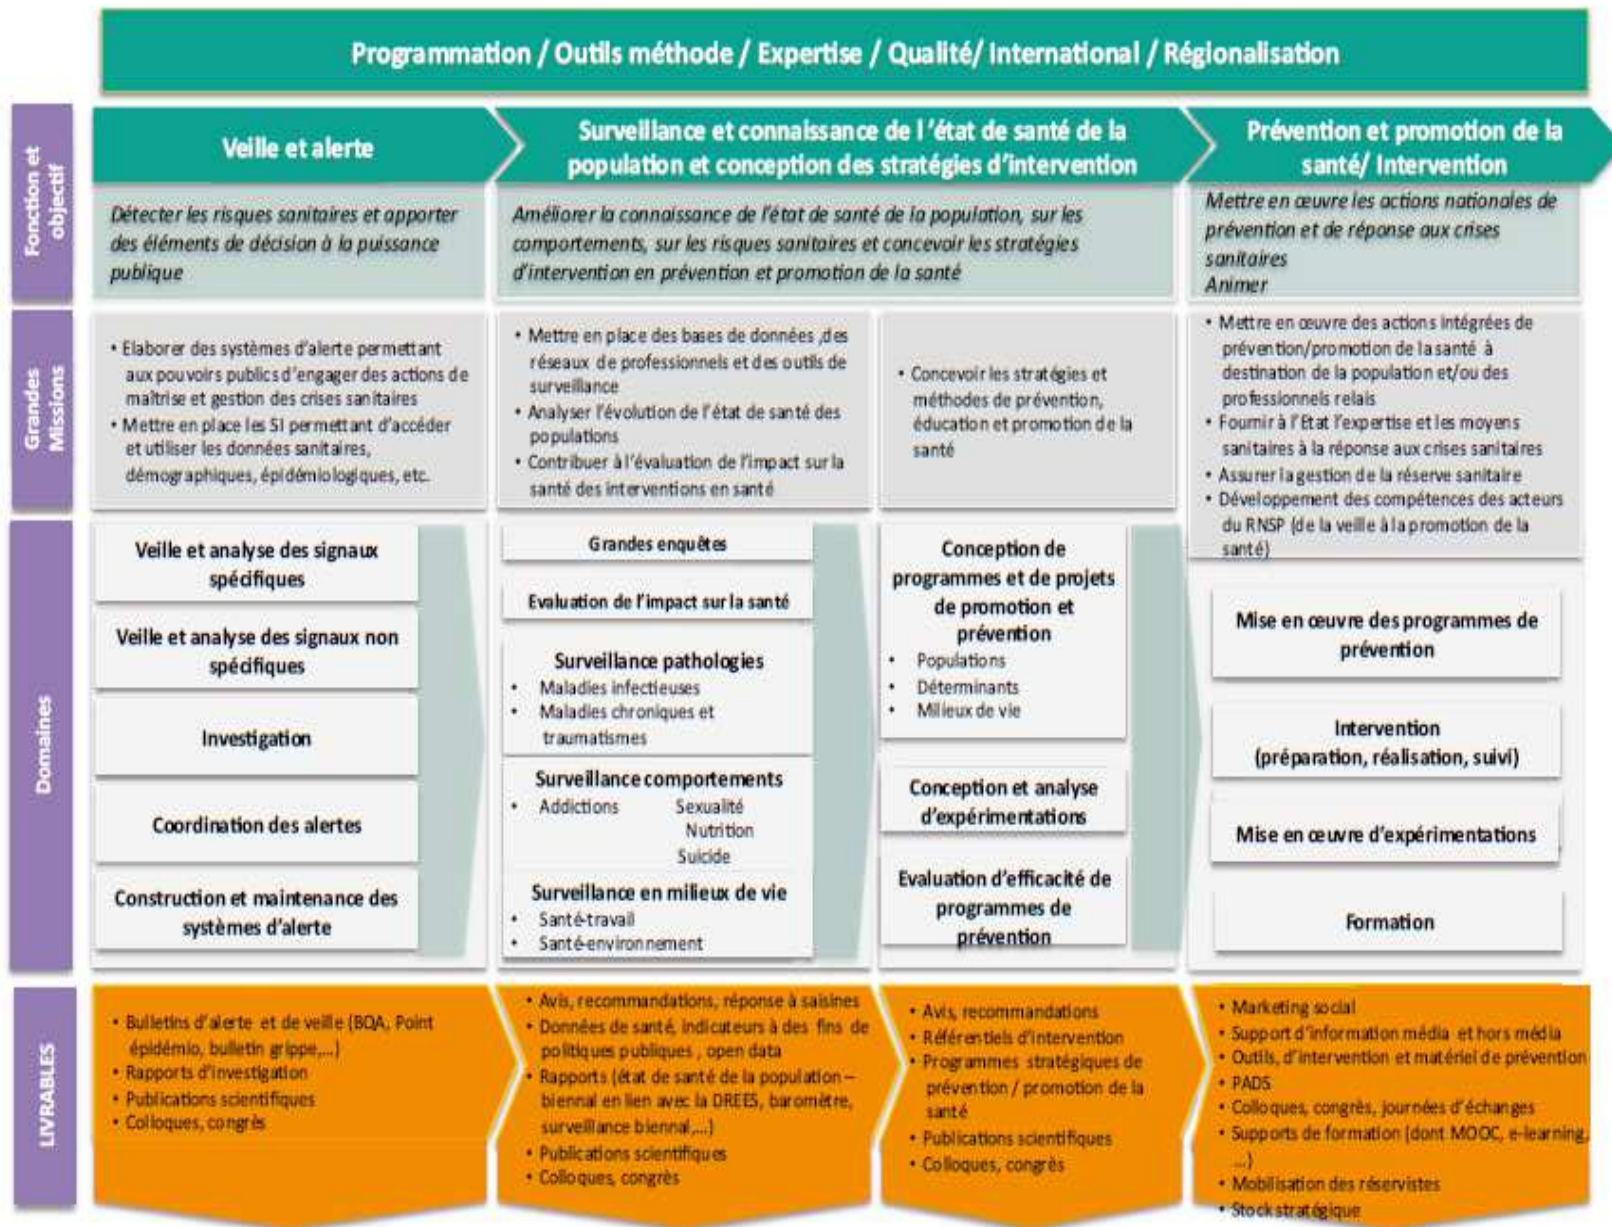 Programmation / Outils méthode / Expertise / Qualité/ International / Régionalisation
Fonction et
objectif
Veille et alerte
Surveillance et connaissance de l 'état de santé de la
population et conception des stratégies d'intervention
Prévention et promotion de la
santé/ Intervention
Détecter les risques sanitaires et apporter
des éléments de décision à la puissance
publique
Améliorer la connaissance de l'état de santé de la population, sur les
comportements, sur les risques sanitaires et concevoir les stratégies
d'intervention en prévention et promotion de la santé
Mettre en œuvre les actions nationales de
prévention et de réponse aux crises
sanitaires
Animer
Grandes
Missions
• Elaborer des systèmes d'alerte permettant
aux pouvoirs publics d'engager des actions de
maîtrise et gestion des crises sanitaires
• Mettre en place les SI permettant d'accéder
et utiliser les données sanitaires,
démographiques, épidémiologiques, etc.
• Mettre en place des bases de données ,des
réseaux de professionnels et des outils de
surveillance
• Analyser l'évolution de l'état de santé des
populations
• Contribuer à l'évaluation de l'impact sur la
santé des interventions en santé
• Concevoir les stratégies et
méthodes de prévention,
éducation et promotion de la
santé
• Mettre en œuvre des actions intégrées de
prévention/promotion de la santé à
destination de la population et/ou des
professionnels relais
• Fournir à l'Etat l'expertise et les moyens
sanitaires à la réponse aux crises sanitaires
• Assurer la gestion de la réserve sanitaire
• Développement des compétences des acteurs
du RNSP (de la veille à la promotion de la
santé)
Domaines
Veille et analyse des signaux
spécifiques
Veille et analyse des signaux non
spécifiques
Investigation
Coordination des alertes
Construction et maintenance des
systèmes d'alerte
Grandes enquêtes
Evaluation de l'impact sur la santé
Surveillance pathologies
• Maladies infectieuses
• Maladies chroniques et
traumatismes
Surveillance comportements
• Addictions Sexualité
Nutrition
Suicide
Surveillance en milieux de vie
• Santé-travail
• Santé-environnement
Conception de
programmes et de projets
de promotion et
prévention
• Populations
• Déterminants
• Milieux de vie
Conception et analyse
d'expérimentations
Evaluation d'efficacité de
programmes de
prévention
Mise en œuvre des programmes de
prévention
Intervention
(préparation, réalisation, suivi)
Mise en œuvre d'expérimentations
Formation
LIVRABLES
• Bulletins d'alerte et de veille (BQA, Point
épidémio, bulletin grippe,...)
• Rapports d'investigation
• Publications scientifiques
• Colloques, congrès
• Avis, recommandations, réponse à saisines
• Données de santé, indicateurs à des fins de
politiques publiques , open data
• Rapports (état de santé de la population –
biennal en lien avec la DREES, baromètre,
surveillance biennal,...)
• Publications scientifiques
• Colloques, congrès
• Avis, recommandations
• Référentiels d'intervention
• Programmes stratégiques de
prévention / promotion de la
santé
• Publications scientifiques
• Colloques, congrès
• Marketing social
• Support d'information média et hors média
• Outils, d'intervention et matériel de prévention
• PADS
• Colloques, congrès, journées d'échanges
• Supports de formation (dont MOOC, e-learning,
...)
• Mobilisation des réservistes
• Stock stratégique